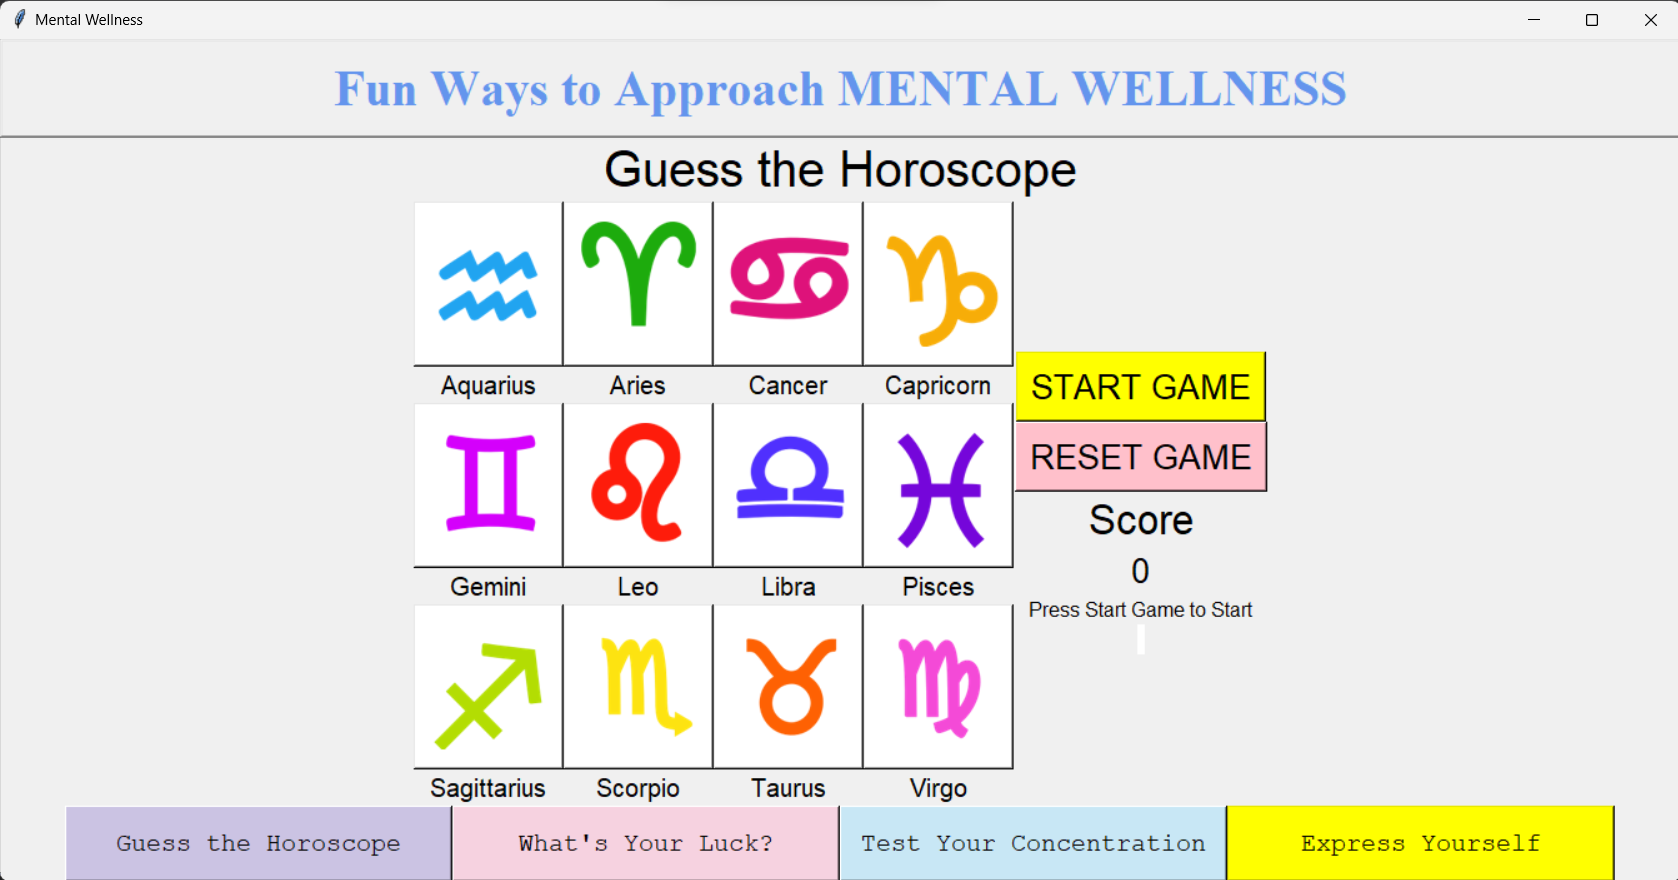 Mental Wellness
Fun Ways to Approach MENTAL WELLNESS
Guess the Horoscope
Aquarius Aries Cancer Capricorn
START GAME
RESET GAME
Score
0
Gemini Leo Libra Pisces
Press Start Game to Start
Sagittarius Scorpio Taurus Virgo
Guess the Horoscope What's Your Luck? Test Your Concentration Express Yourself